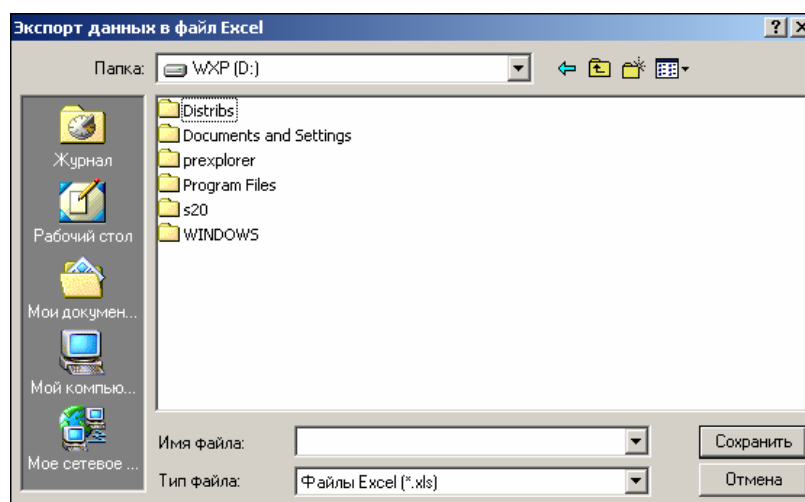 Экспорт данных в файл Excel
Папка: WXP (D:)
Журнал
Рабочий стол
Мои докумен...
Мой компью...
Мое сетевое ...
Distribs
Documents and Settings
prexplorer
Program Files
s20
WINDOWS
Имя файла:
Сохранить
Тип файла: Файлы Excel (*.xls)
Отмена